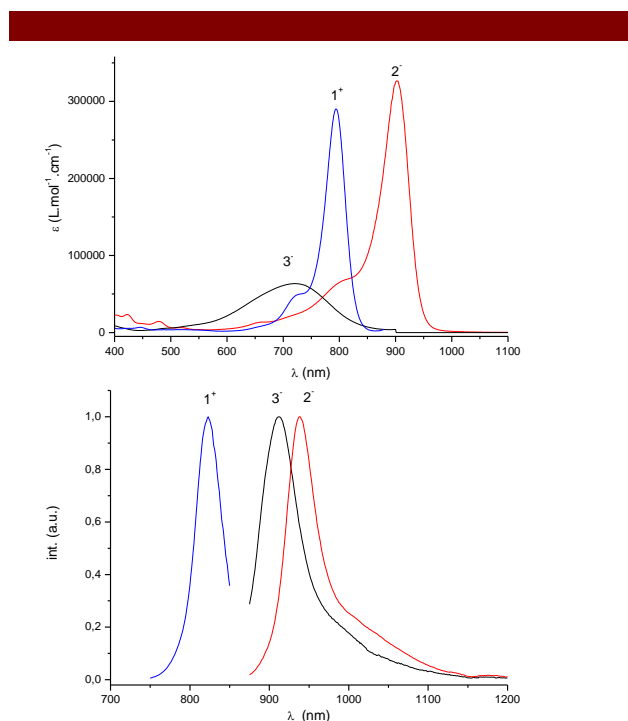 2-
1+
300000
200000
3-
100000
0
ε (L.mol-1.cm-1)
400 500 600 700 800 900 1000 1100
λ (nm)
1+ 3- 2-
1,0
0,8
0,6
0,4
0,2
0,0
int. (a.u.)
700 800 900 1000 1100 1200
λ (nm)